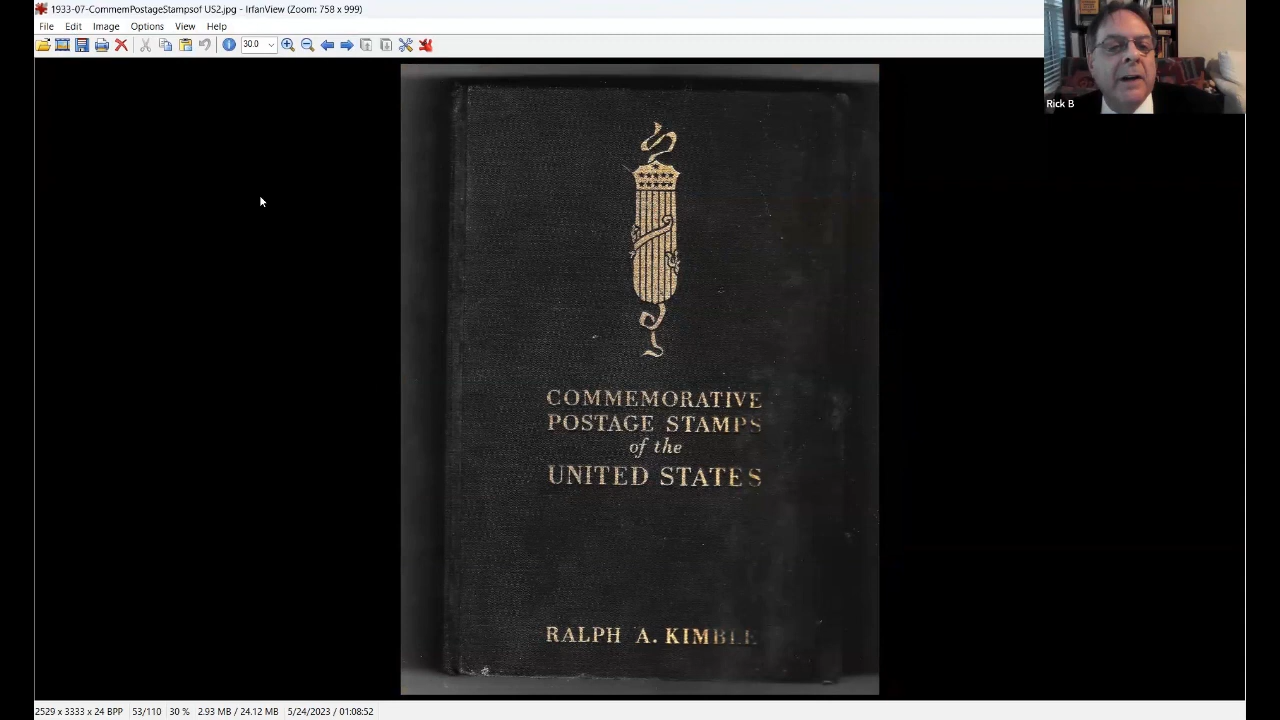 1933-07-CommemPostageStampsof US2.jpg - IrfanView (Zoom: 758 x 999)
File Edit Image Options View Help
30.0
Rick B
COMMEMORATIVE
POSTAGE STAMPS
of the
UNITED STATES
RALPH A. KIMBLE
2529 x 3333 x 24 BPP 53/110 30 % 2.93 MB / 24.12 MB 5/24/2023 / 01:08:52